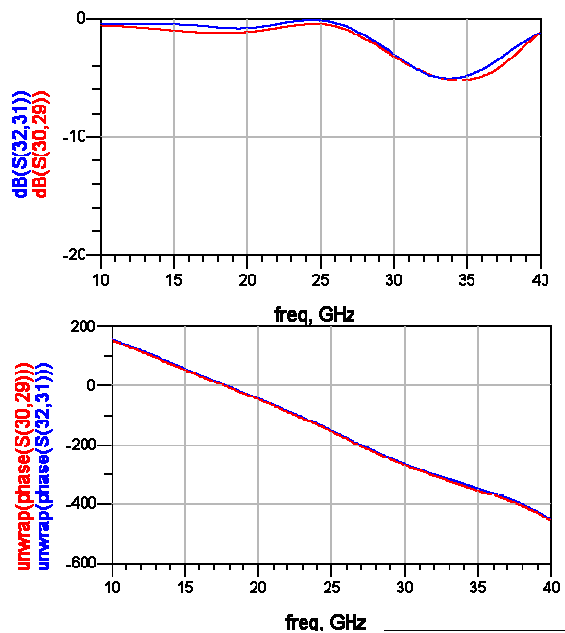 dB(S(32,31))
dB(S(30,29))
0
-10
-20
10 15 20 25 30 35 40
freq, GHz
unwrap(phase(S(30,29)))
unwrap(phase(S(32,31)))
200
0
-200
-400
-600
10 15 20 25 30 35 40
freq, GHz